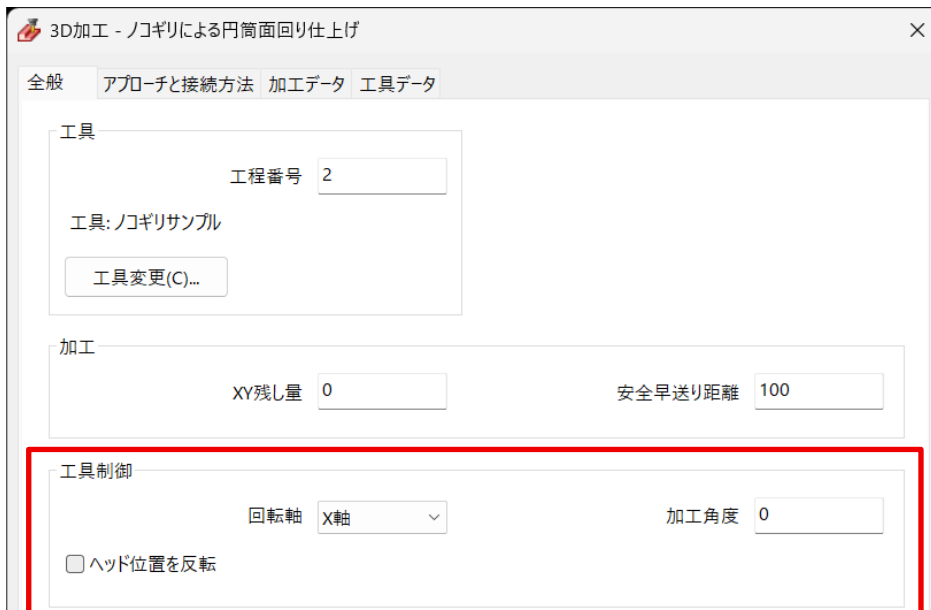 3D加工 - ノコギリによる円筒面回り仕上げ
全般 アプローチと接続方法 加工データ 工具データ
工具
工程番号 2
工具: ノコギリサンプル
工具変更(C)...
加工
XY残し量 0 安全早送り距離 100
工具制御
回転軸 X軸 加工角度 0
ヘッド位置を反転